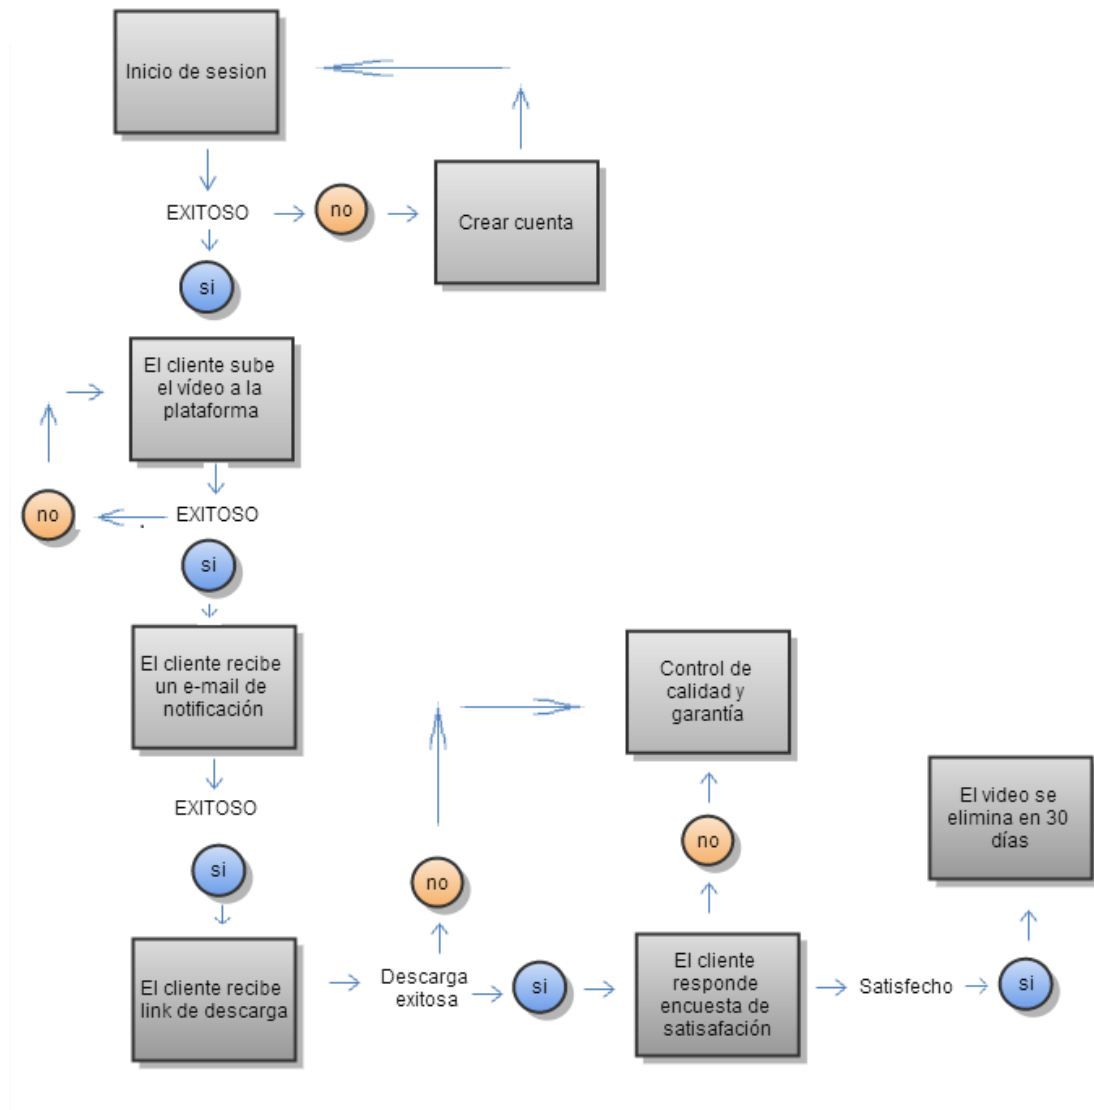 Inicio de sesion
EXITOSO
no
Crear cuenta
si
El cliente sube
el vídeo a la
plataforma
no
EXITOSO
si
El cliente recibe
un e-mail de
notificación
EXITOSO
si
El cliente recibe
link de descarga
Descarga
exitosa
no
si
El cliente
responde
encuesta de
satisafación
no
Control de
calidad y
garantía
Satisfecho
si
El video se
elimina en 30
días